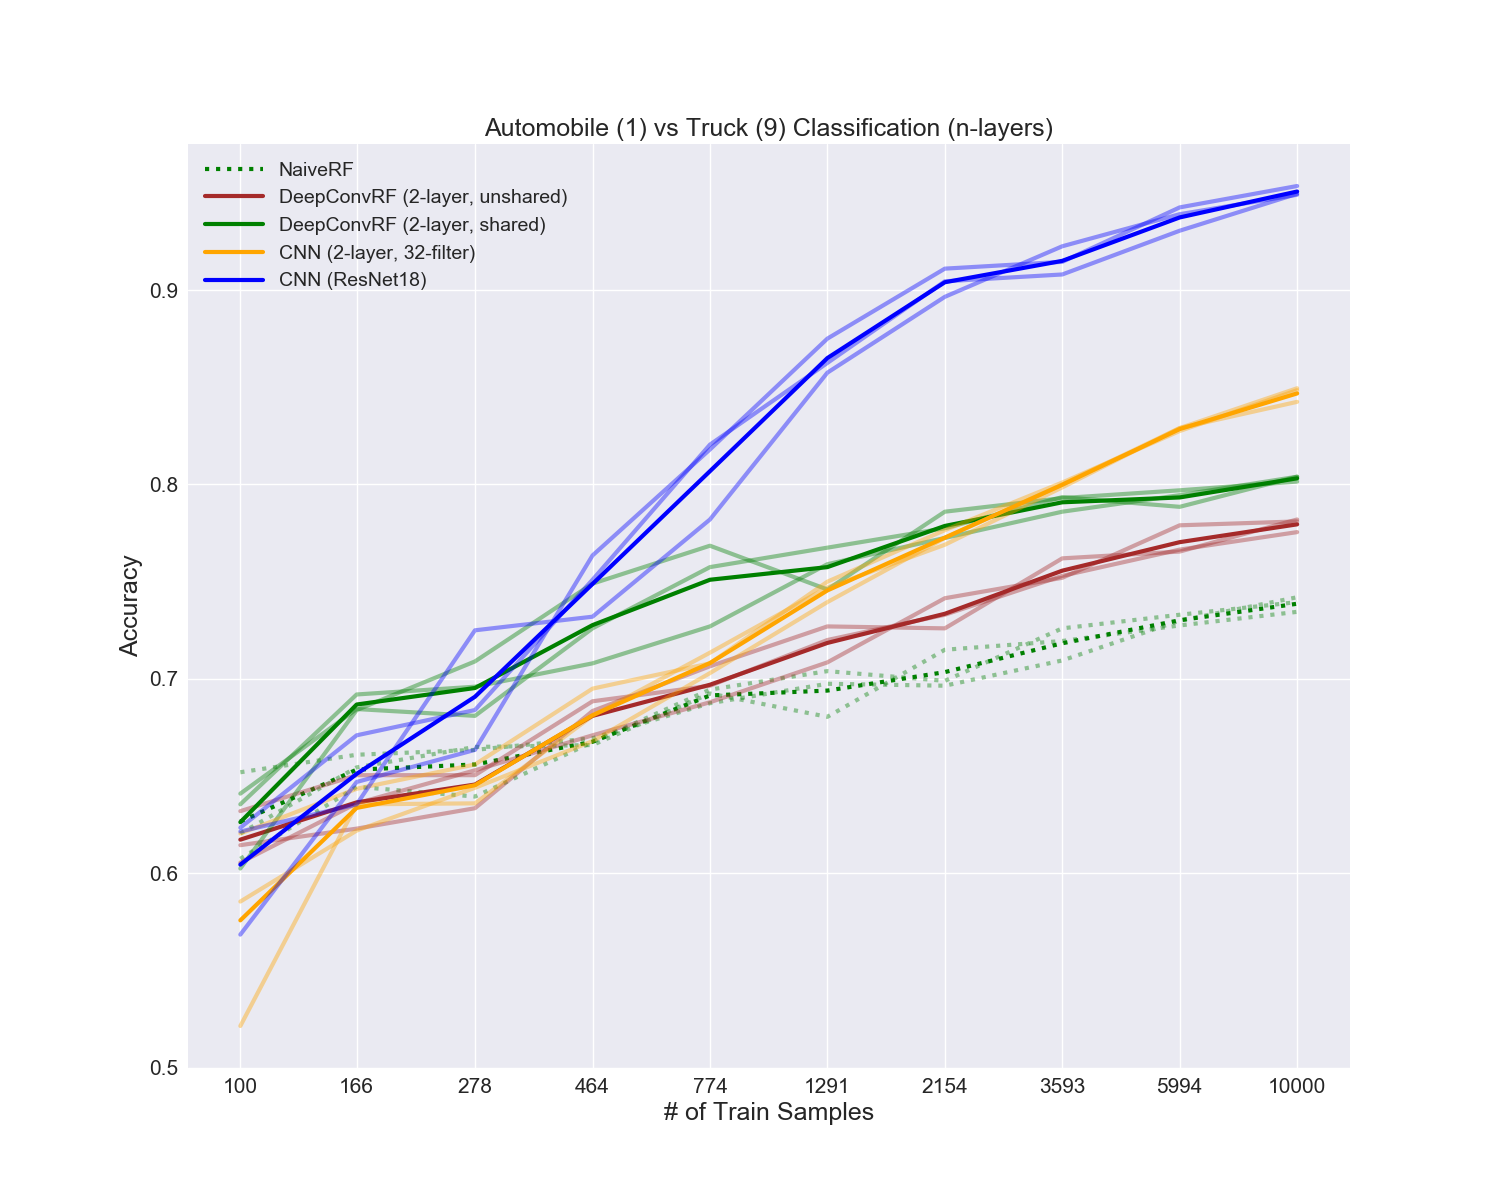 Automobile (1) vs Truck (9) Classification (n-layers)
NaiveRF
DeepConvRF (2-layer, unshared)
DeepConvRF (2-layer, shared)
CNN (2-layer, 32-filter)
CNN (ResNet18)
0.9
0.8
0.7
0.6
0.5
Accuracy
100 166 278 464 774 1291 2154 3593 5994 10000
# of Train Samples